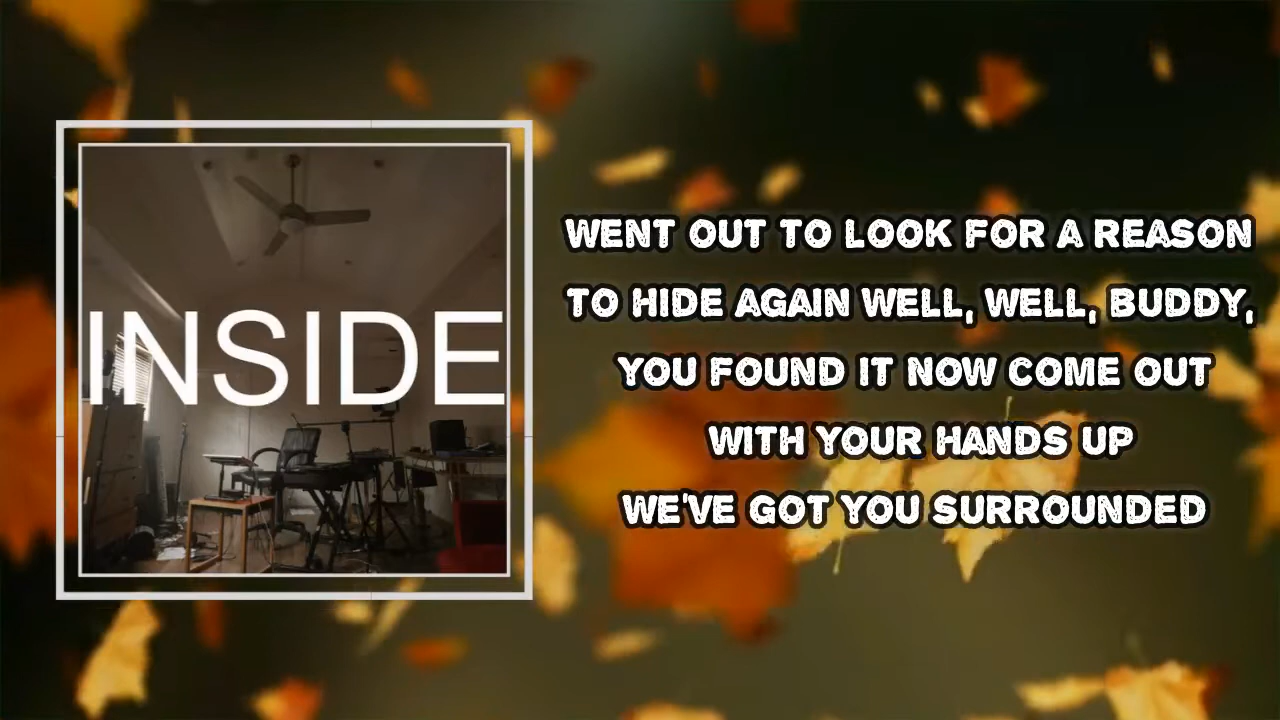 INSIDE
WENT OUT TO LOOK FOR A REASON
TO HIDE AGAIN WELL, WELL, BUDDY,
YOU FOUND IT NOW COME OUT
WITH YOUR HANDS UP
WE'VE GOT YOU SURROUNDED